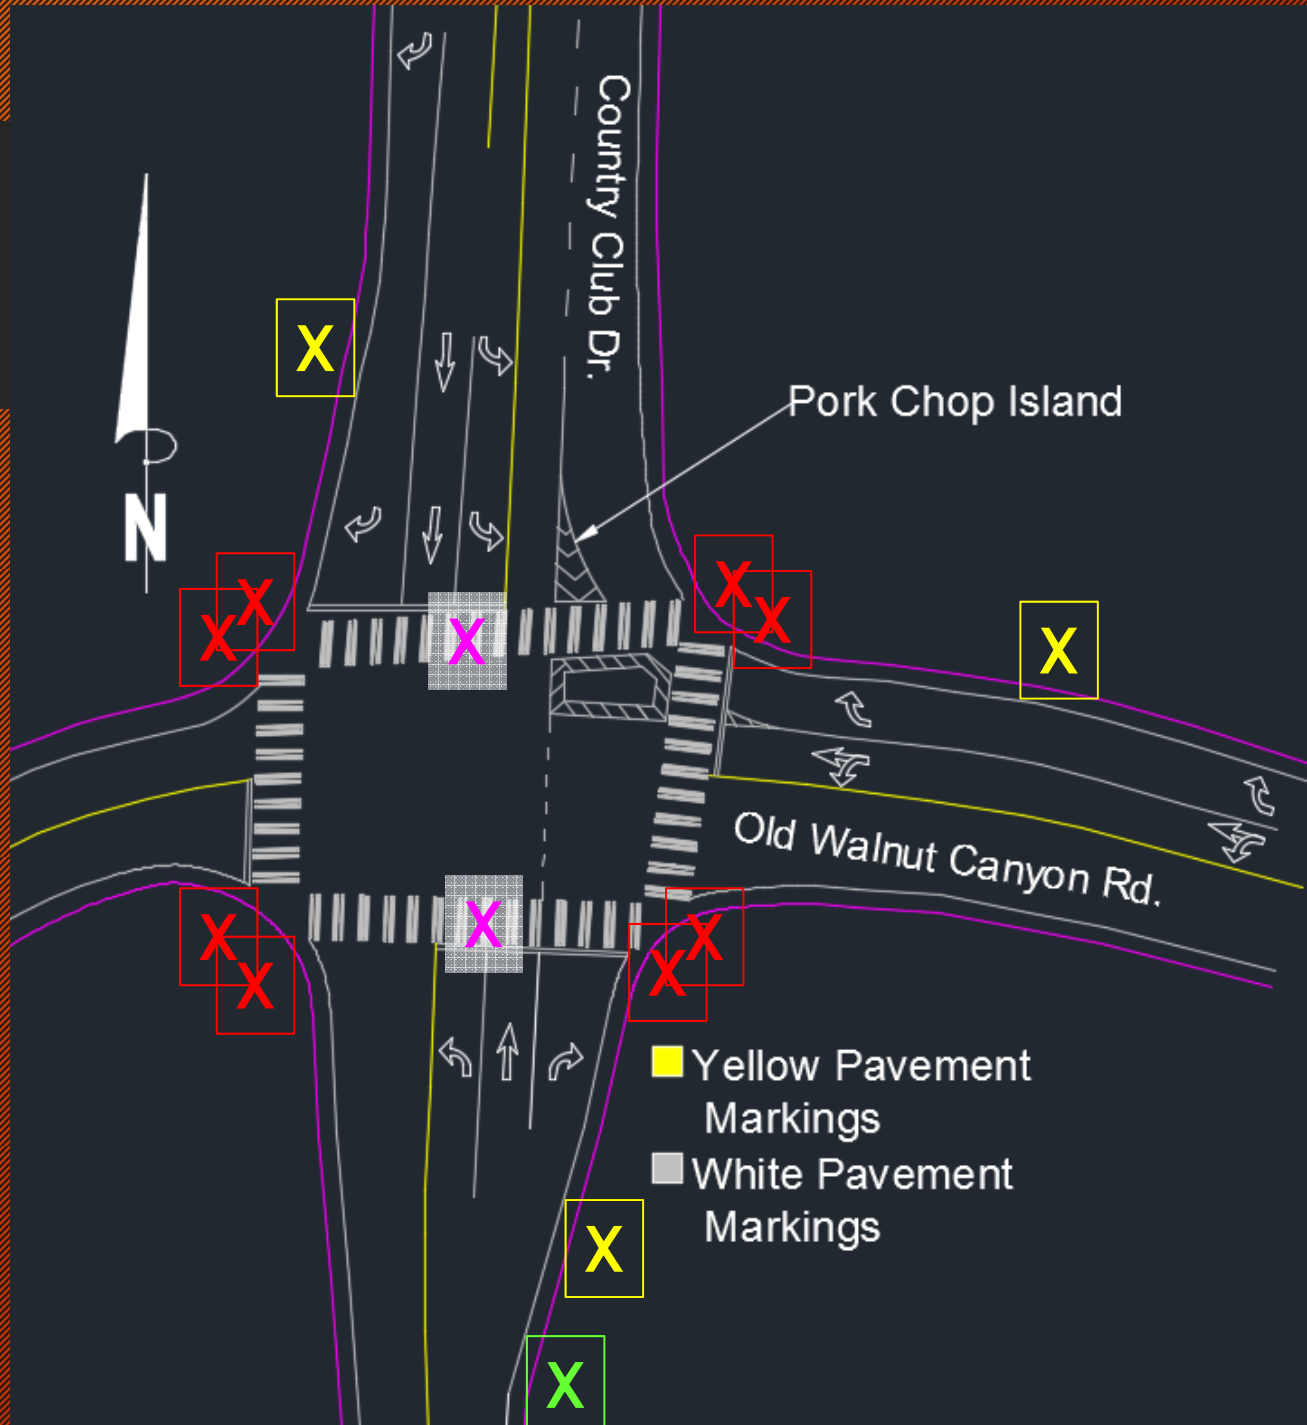 Country Club Dr.
X
Pork Chop Island
N
X
X
X
X
X
X
X
Old Walnut Canyon Rd.
X
X
X
X
X
Yellow Pavement
Markings
White Pavement
Markings
X
X